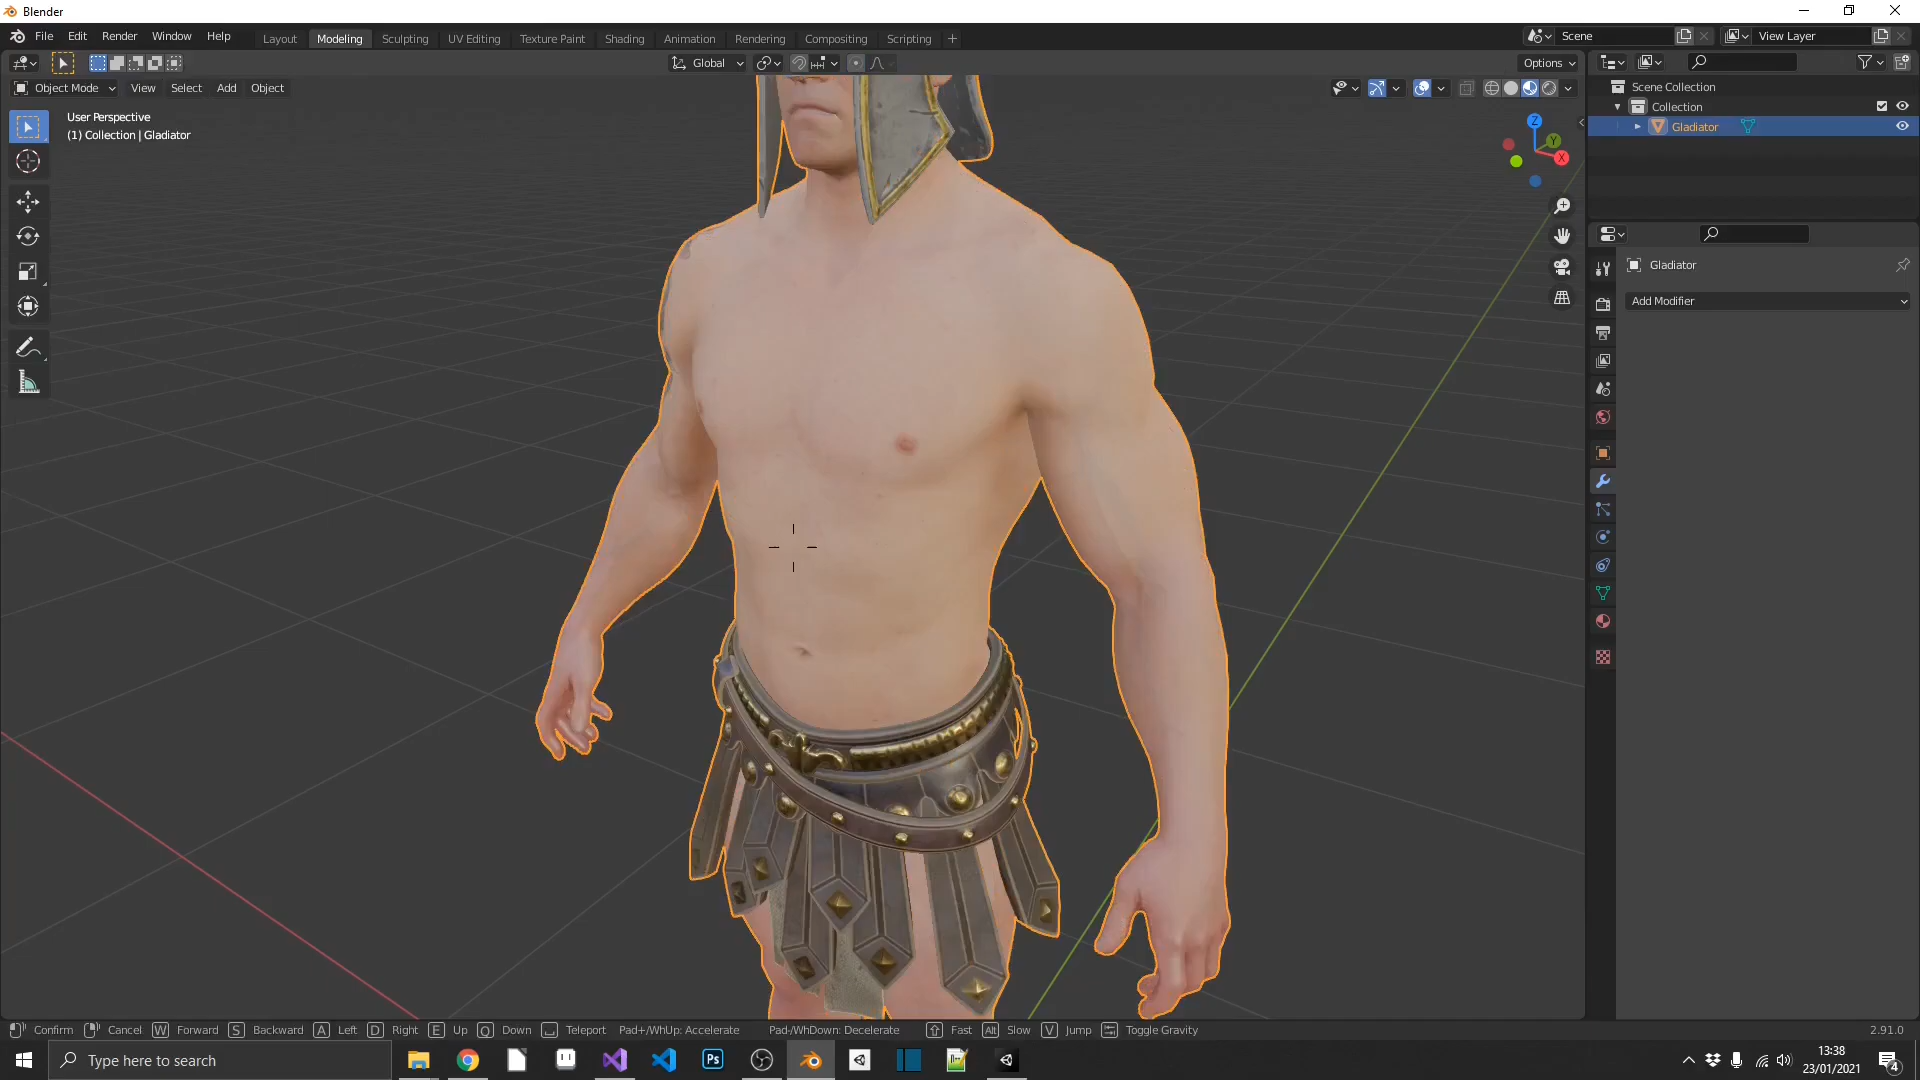 Blender
File Edit Render Window Help Layout Modeling Sculpting UV Editing Texture Paint Shading Animation Rendering Compositing Scripting + Scene View Layer
Global Options
Object Mode View Select Add Object
Scene Collection
Collection
Gladiator
User Perspective
(1) Collection | Gladiator
Z
Y
X
Gladiator
Add Modifier
Confirm Cancel W Forward S Backward A Left D Right E Up Q Down Teleport Pad+/WhUp: Accelerate Pad-/WhDown: Decelerate Fast Alt Slow V Jump Toggle Gravity 2.91.0
Type here to search
Ps
13:38
23/01/2021
4